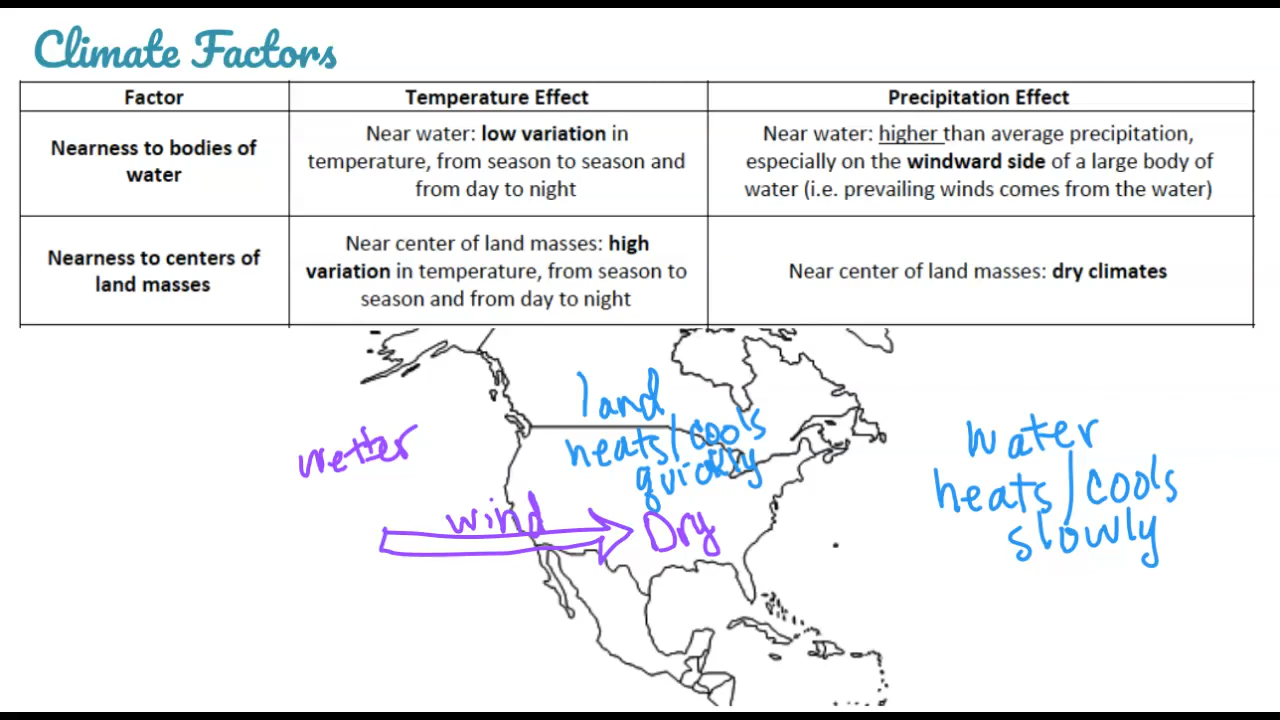 Climate Factors
Factor
Temperature Effect
Precipitation Effect
Nearness to bodies of
water
Near water: low variation in
temperature, from season to season and
from day to night
Near water: higher than average precipitation,
especially on the windward side of a large body of
water (i.e. prevailing winds comes from the water)
Nearness to centers of
land masses
Near center of land masses: high
variation in temperature, from season to
season and from day to night
Near center of land masses: dry climates
land
heats/cools
quickly
wetter
wind
Dry
water
heats/cools
slowly